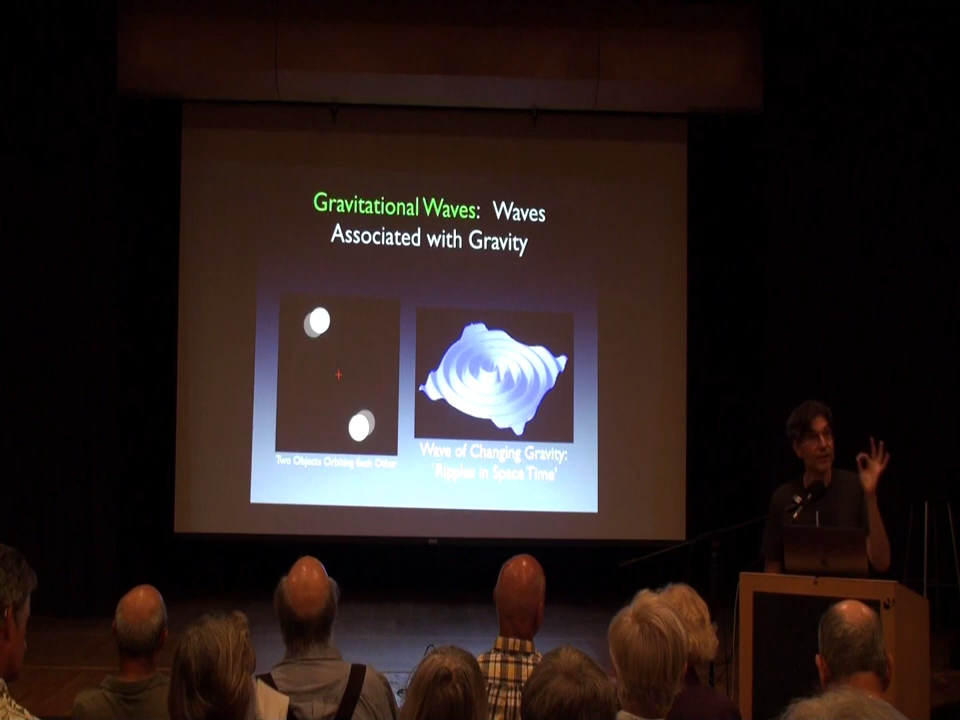 Gravitational Waves: Waves
Associated with Gravity
Two Objects Orbiting Each Other
Wave of Changing Gravity:
'Ripples in Space Time'